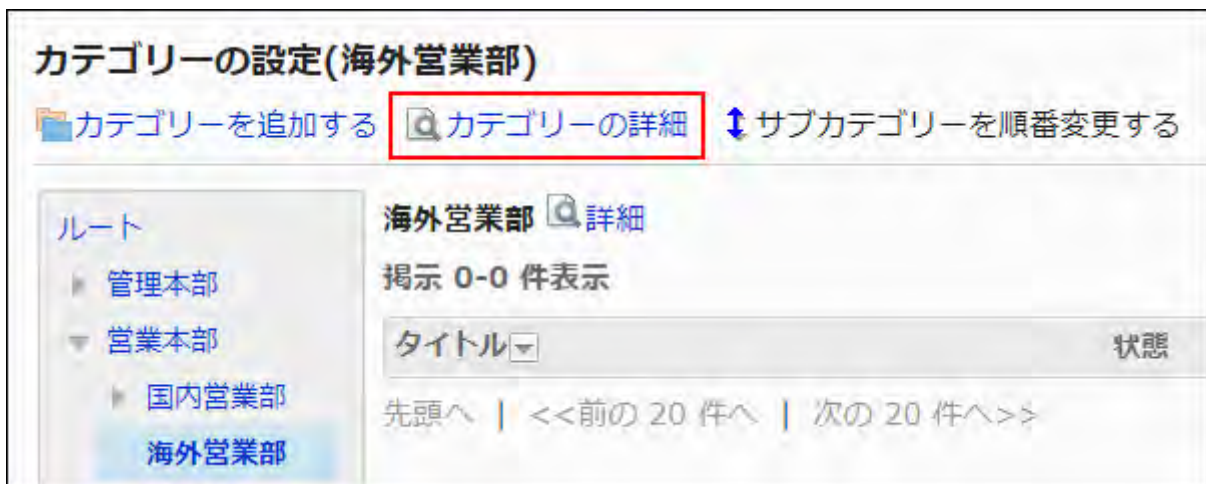 カテゴリーの設定(海外営業部)
カテゴリーを追加する カテゴリーの詳細 サブカテゴリーを順番変更する
ルート
管理本部
営業本部
国内営業部
海外営業部
海外営業部 詳細
掲示 0-0 件表示
タイトル 状態
先頭へ | <<前の 20 件へ | 次の 20 件へ>>